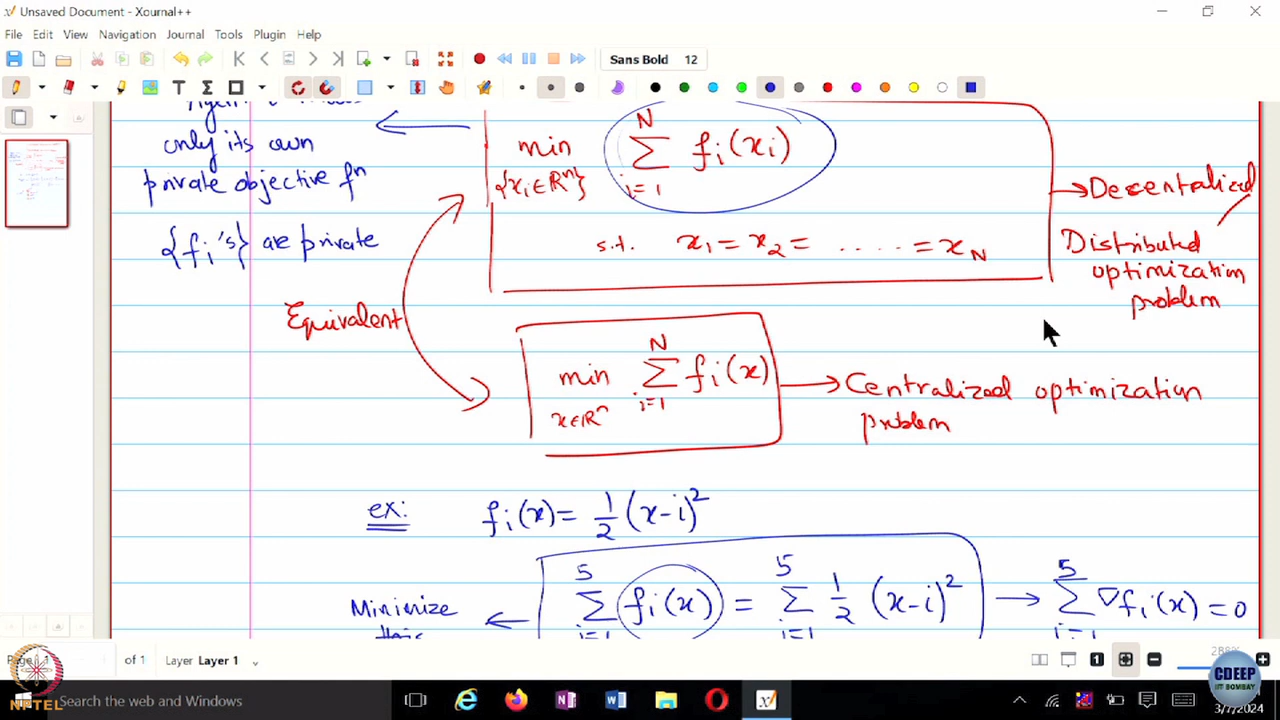 Unsaved Document - Xournal++
File Edit View Navigation Journal Tools Plugin Help
Sans Bold 12
only its own
private objective fn
{fi's} are private
min
{xi∈Rⁿ}
N
∑ fi(xi)
i=1
s.t. x1 = x2 = ..... = xN
Decentralized
Distributed
optimization
problem
Equivalent
min
x∈Rⁿ
N
∑ fi(x)
i=1
Centralized optimization
problem
ex: fi(x) = 1/2 (x-i)²
Minimize
5
∑ fi(x) = 
i=1
5
∑ 1/2 (x-i)²
i=1
5
∑ ∇fi(x) = 0
i=1
Page 1 of 1 Layer Layer 1
288%
NPTEL
Search the web and Windows
CDEEP
IIT BOMBAY
3/7/2024